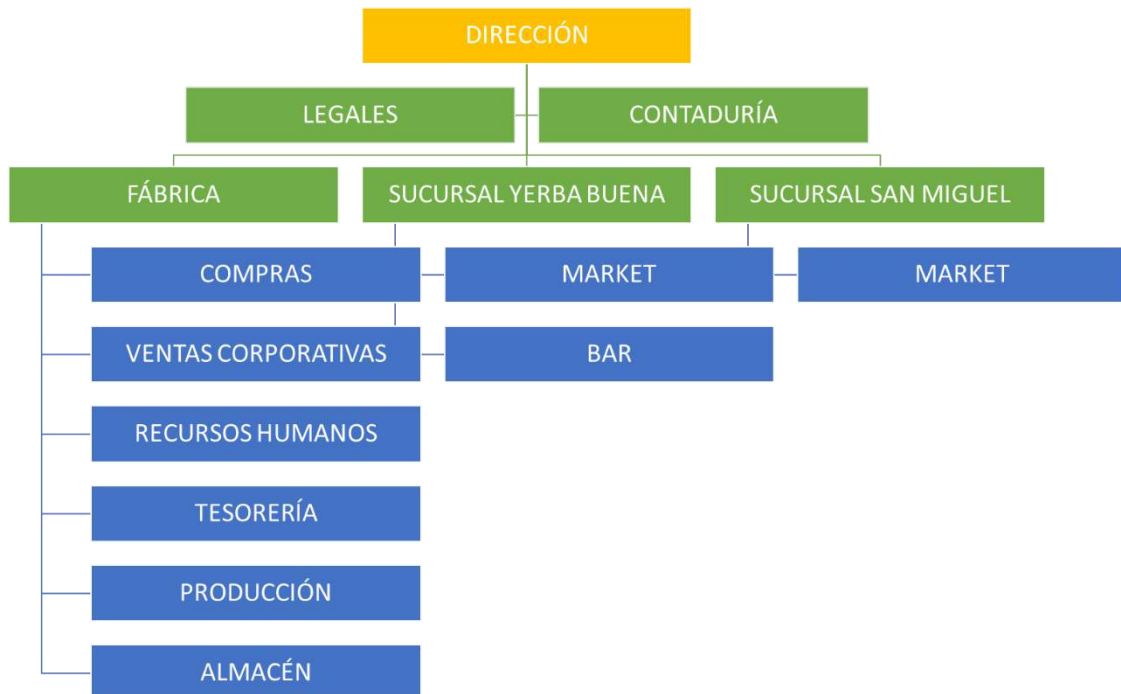 DIRECCIÓN
LEGALES
CONTADURÍA
FÁBRICA
SUCURSAL YERBA BUENA
SUCURSAL SAN MIGUEL
COMPRAS
MARKET
MARKET
VENTAS CORPORATIVAS
BAR
RECURSOS HUMANOS
TESORERÍA
PRODUCCIÓN
ALMACÉN